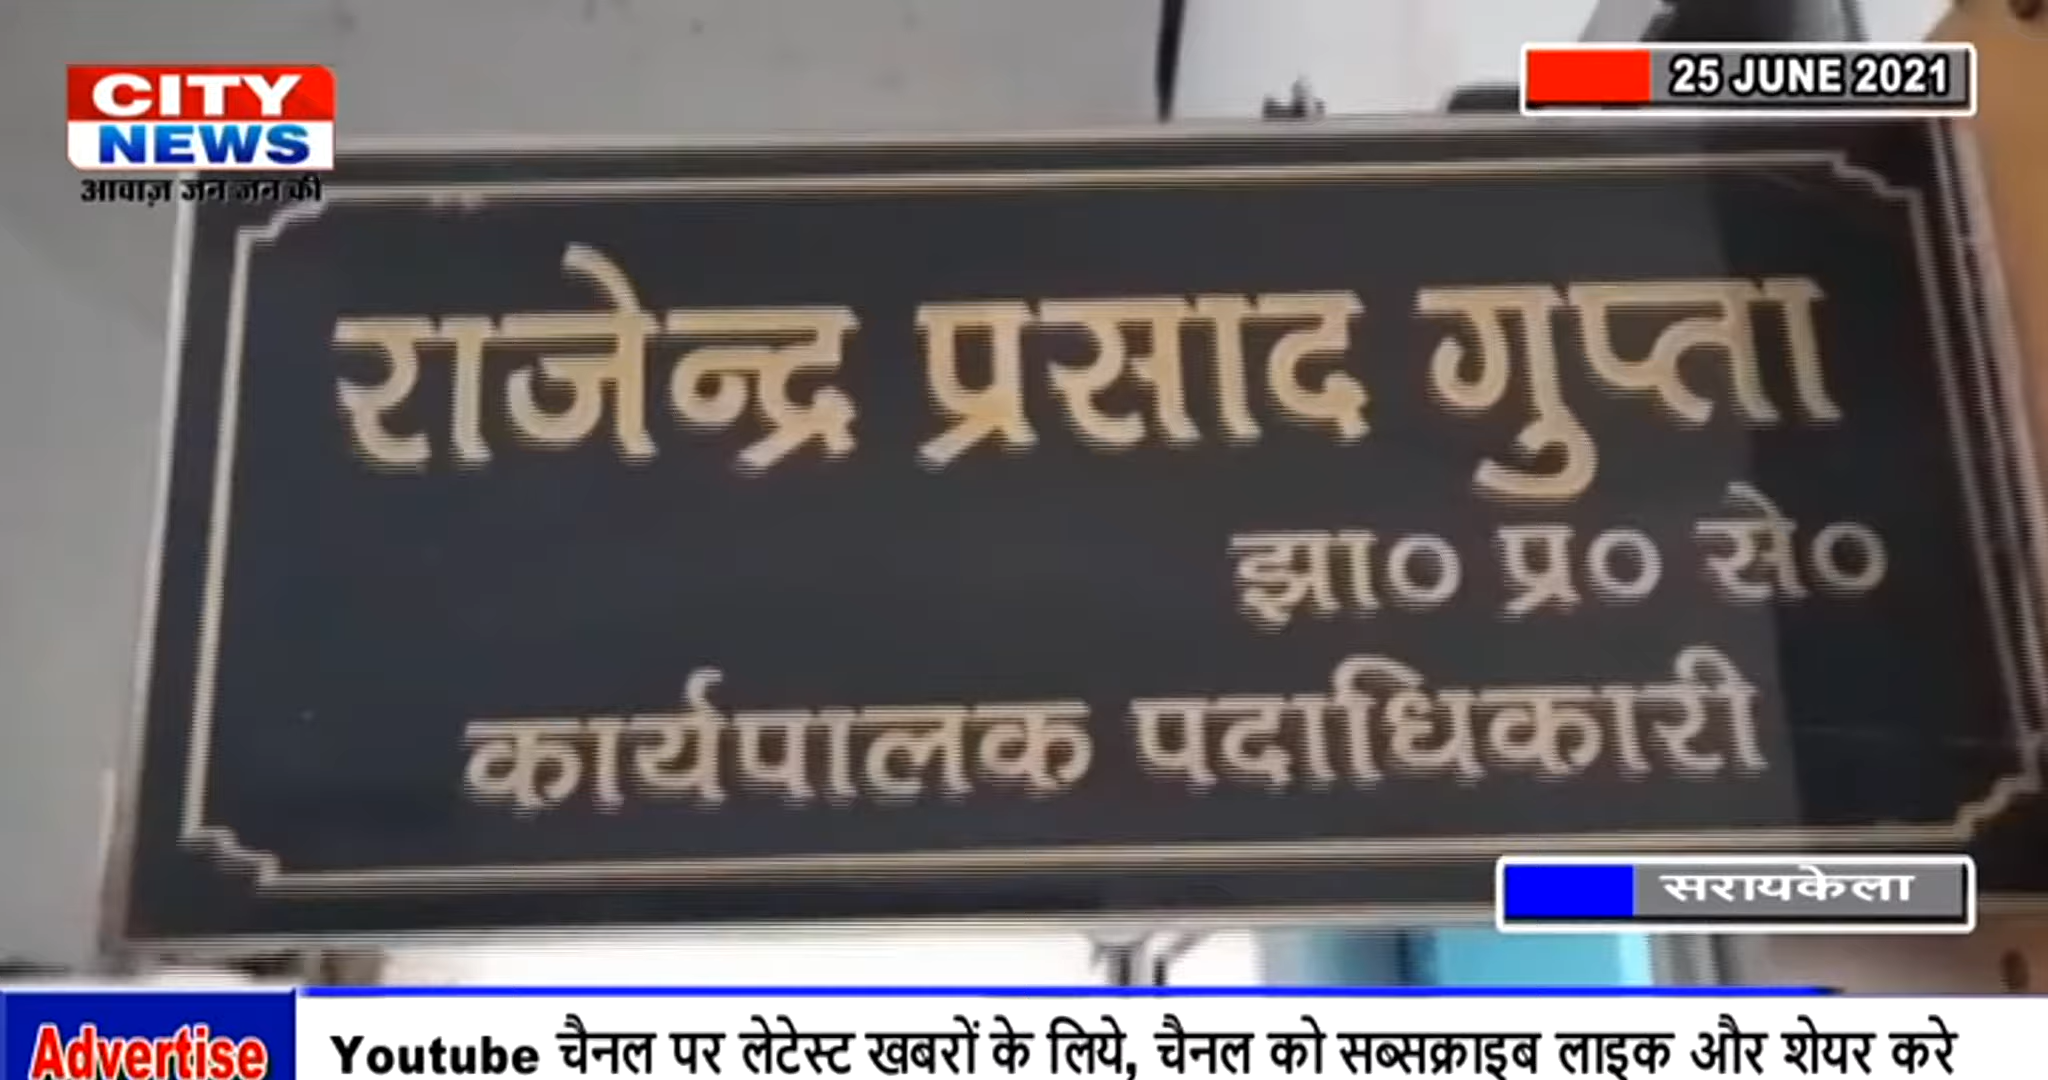 CITY
NEWS
आवाज़ जन जन की
25 JUNE 2021
राजेन्द्र प्रसाद गुप्ता
झा० प्र० से०
कार्यपालक पदाधिकारी
सरायकेला
Advertise
Youtube चैनल पर लेटेस्ट खबरों के लिये, चैनल को सब्सक्राइब लाइक और शेयर करे